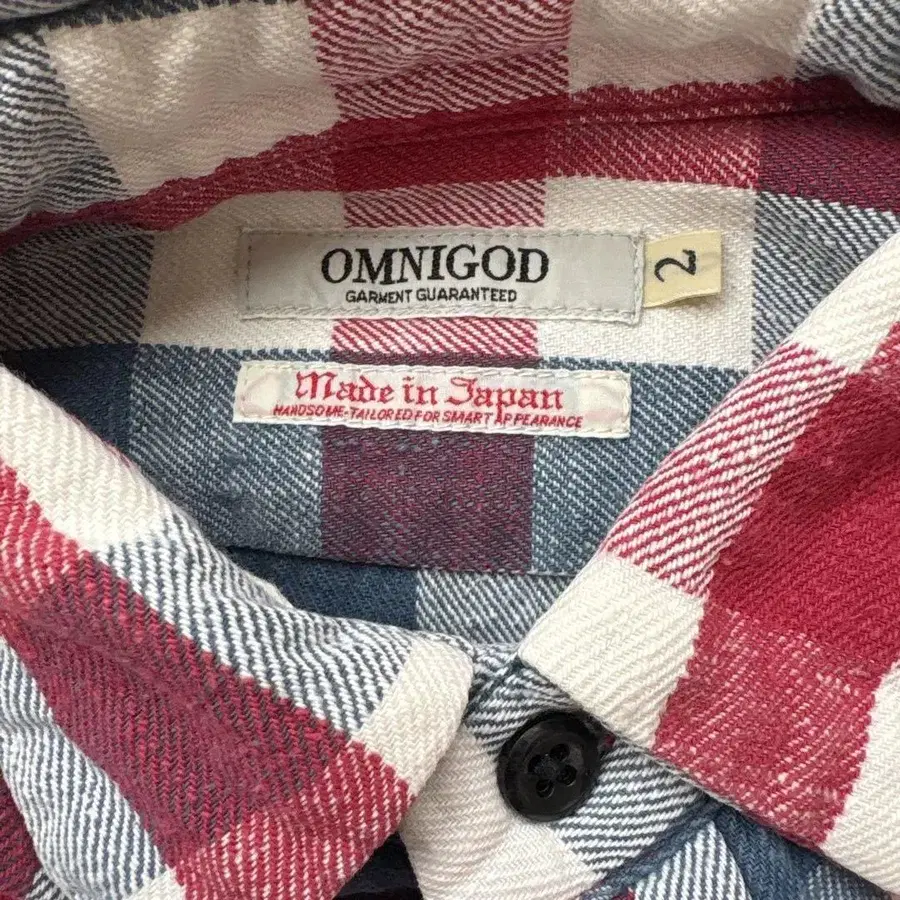 OMNIGOD
GARMENT GUARANTEED
2
Made in Japan
HANDSOME-TAILORED FOR SMART APPEARANCE